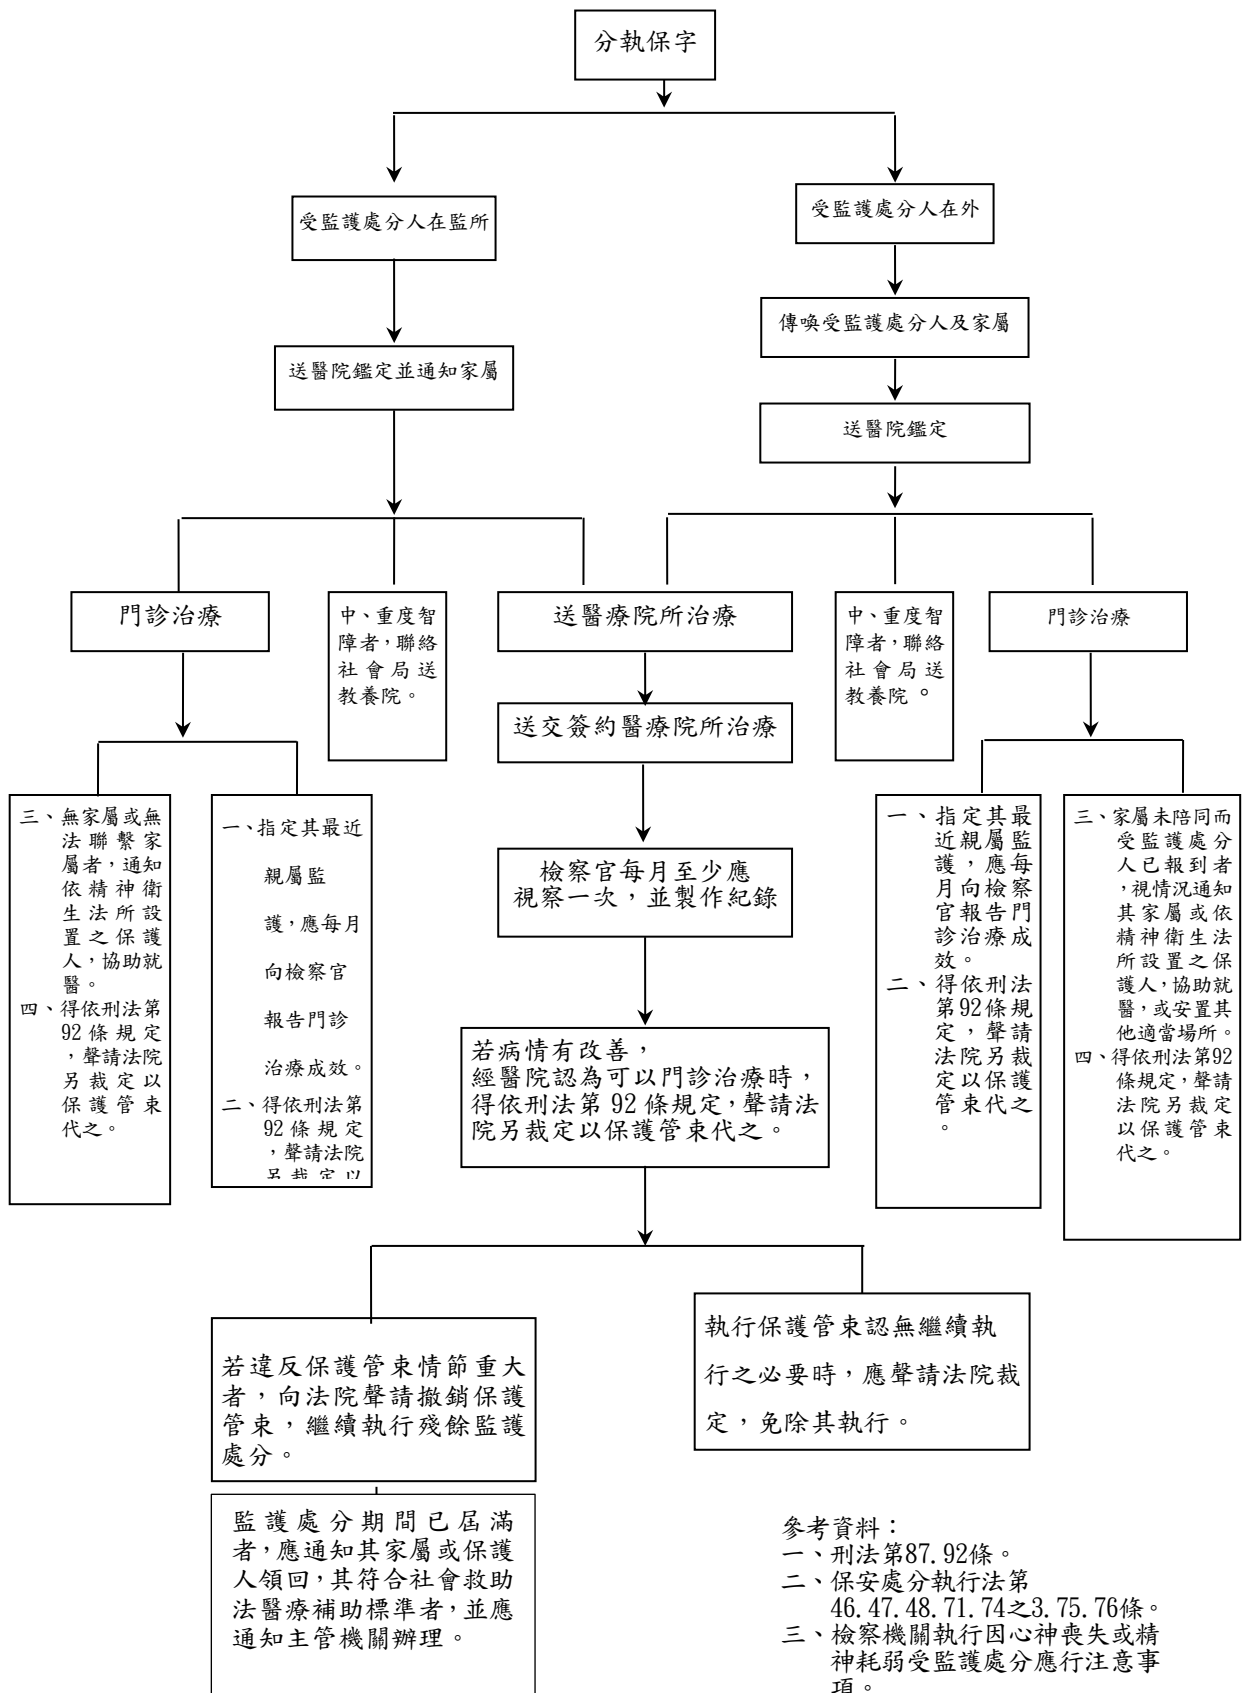 分執保字
受監護處分人在監所
受監護處分人在外
傳喚受監護處分人及家屬
送醫院鑑定並通知家屬
送醫院鑑定
門診治療
中、重度智
障者，聯絡
社會局送
教養院。
送醫療院所治療
中、重度智
障者，聯絡
社會局送
教養院。
門診治療
送交簽約醫療院所治療
三、無家屬或無
法聯繫家
屬者，通知
依精神衛
生法所設
置之保護
人，協助就
醫。
四、得依刑法第
92條規定
，聲請法院
另裁定以
保護管束
代之。
一、指定其最近
親屬監
護，應每月
向檢察官
報告門診
治療成效。
二、得依刑法第
92條規定
，聲請法院
另裁定以
檢察官每月至少應
視察一次，並製作紀錄
一、指定其最
近親屬監
護，應每
月向檢察
官報告門
診治療成
效。
二、得依刑法
第92條規
定，聲請
法院另裁
定以保護
管束代之
。
三、家屬未陪同而
受監護處分
人已報到者
，視情況通知
其家屬或依
精神衛生法
所設置之保
護人，協助就
醫，或安置其
他適當場所。
四、得依刑法第92
條規定，聲請
法院另裁定
以保護管束
代之。
若病情有改善，
經醫院認為可以門診治療時，
得依刑法第 92 條規定，聲請法
院另裁定以保護管束代之。
若違反保護管束情節重大
者，向法院聲請撤銷保護
管束，繼續執行殘餘監護
處分。
執行保護管束認無繼續執
行之必要時，應聲請法院裁
定，免除其執行。
監護處分期間已屆滿
者，應通知其家屬或保護
人領回，其符合社會救助
法醫療補助標準者，並應
通知主管機關辦理。
參考資料：
一、刑法第87.92條。
二、保安處分執行法第
46.47.48.71.74之3.75.76條。
三、檢察機關執行因心神喪失或精
神耗弱受監護處分應行注意事
項。